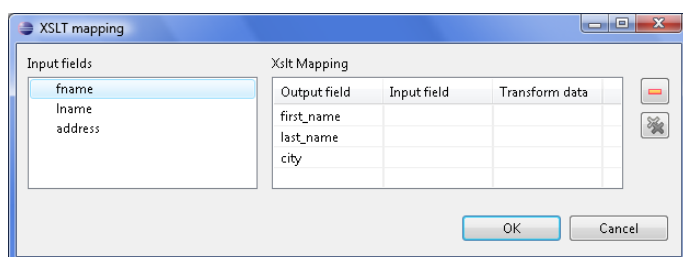 XSLT mapping
Input fields
fname
lname
address
Xslt Mapping
Output field Input field Transform data
first_name
last_name
city
OK Cancel